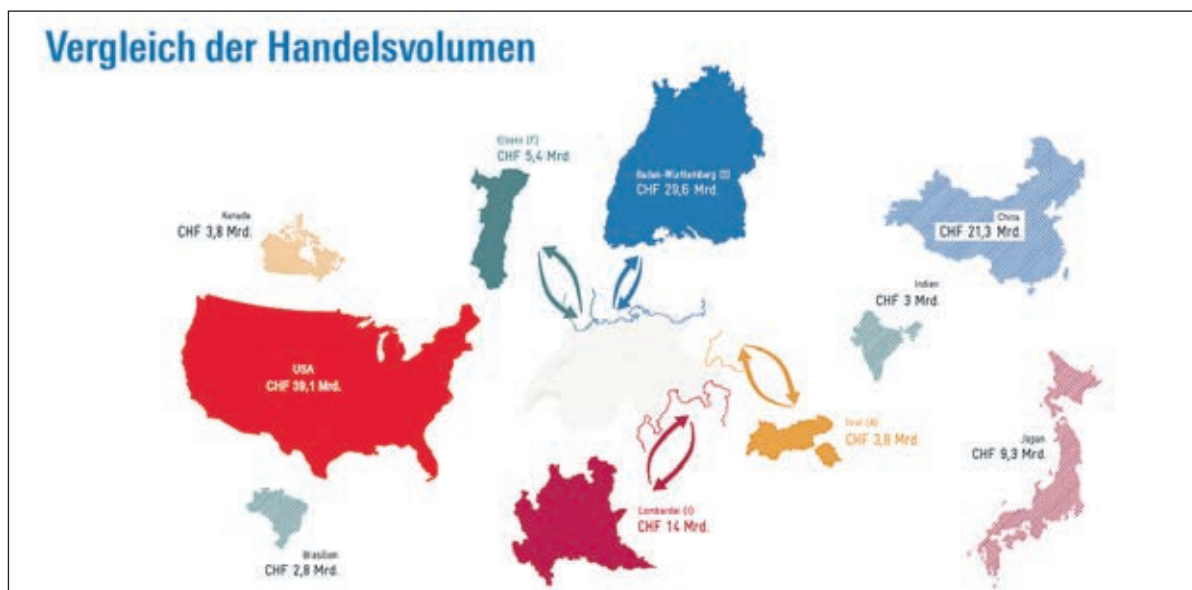 Vergleich der Handelsvolumen
Elsass (F)
CHF 5,4 Mrd.
Baden-Württemberg (D)
CHF 29,6 Mrd.
Kanada
CHF 3,8 Mrd.
China
CHF 21,3 Mrd.
Indien
CHF 3 Mrd.
USA
CHF 39,1 Mrd.
Tirol (A)
CHF 3,8 Mrd.
Japan
CHF 9,3 Mrd.
Lombardei (I)
CHF 14 Mrd.
Brasilien
CHF 2,8 Mrd.